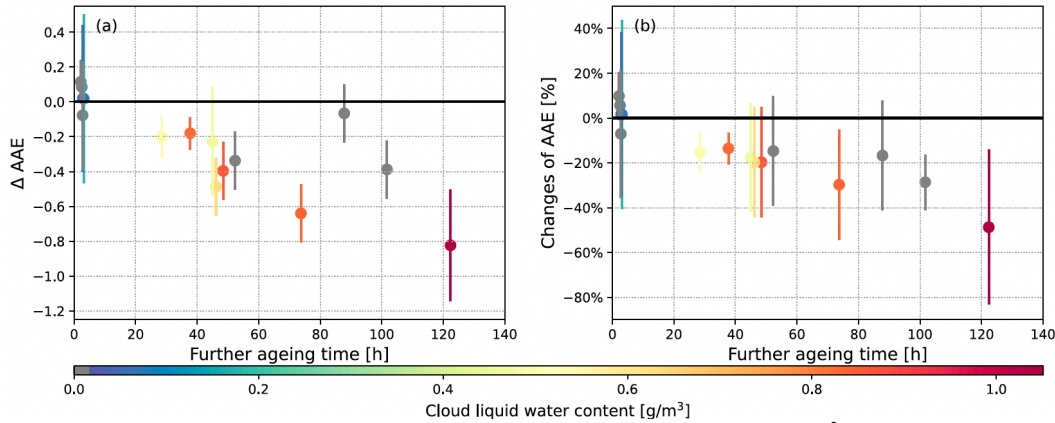 (a)
(b)
0.4
0.2
0.0
−0.2
−0.4
−0.6
−0.8
−1.0
−1.2
Δ AAE
0 20 40 60 80 100 120 140
Further ageing time [h]
40%
20%
0%
−20%
−40%
−60%
−80%
Changes of AAE [%]
0 20 40 60 80 100 120 140
Further ageing time [h]
0.0 0.2 0.4 0.6 0.8 1.0
Cloud liquid water content [g/m³]